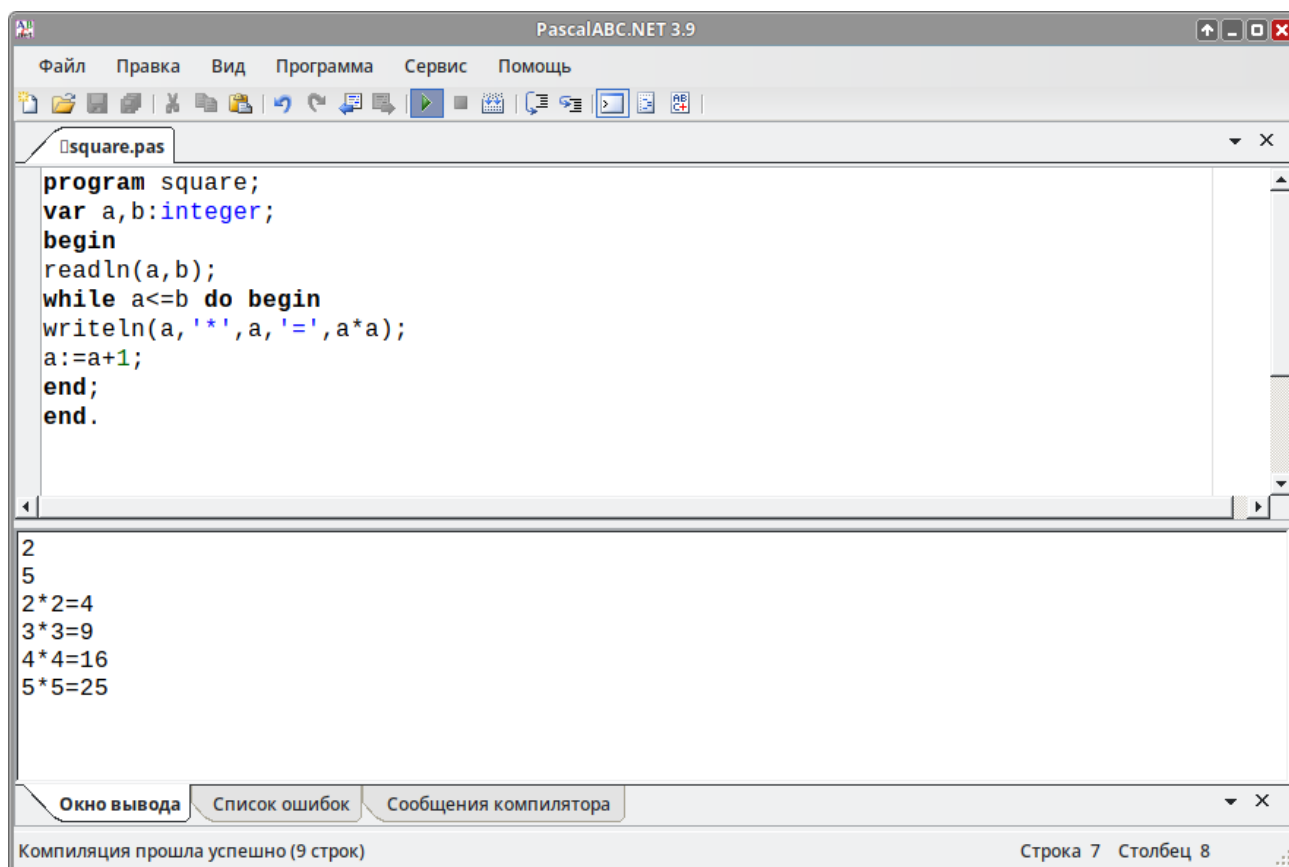 PascalABC.NET 3.9
Файл Правка Вид Программа Сервис Помощь
square.pas
program square;
var a,b:integer;
begin
readln(a,b);
while a<=b do begin
writeln(a,'*',a,'=',a*a);
a:=a+1;
end;
end.
2
5
2*2=4
3*3=9
4*4=16
5*5=25
Окно вывода Список ошибок Сообщения компилятора
Компиляция прошла успешно (9 строк) Строка 7 Столбец 8